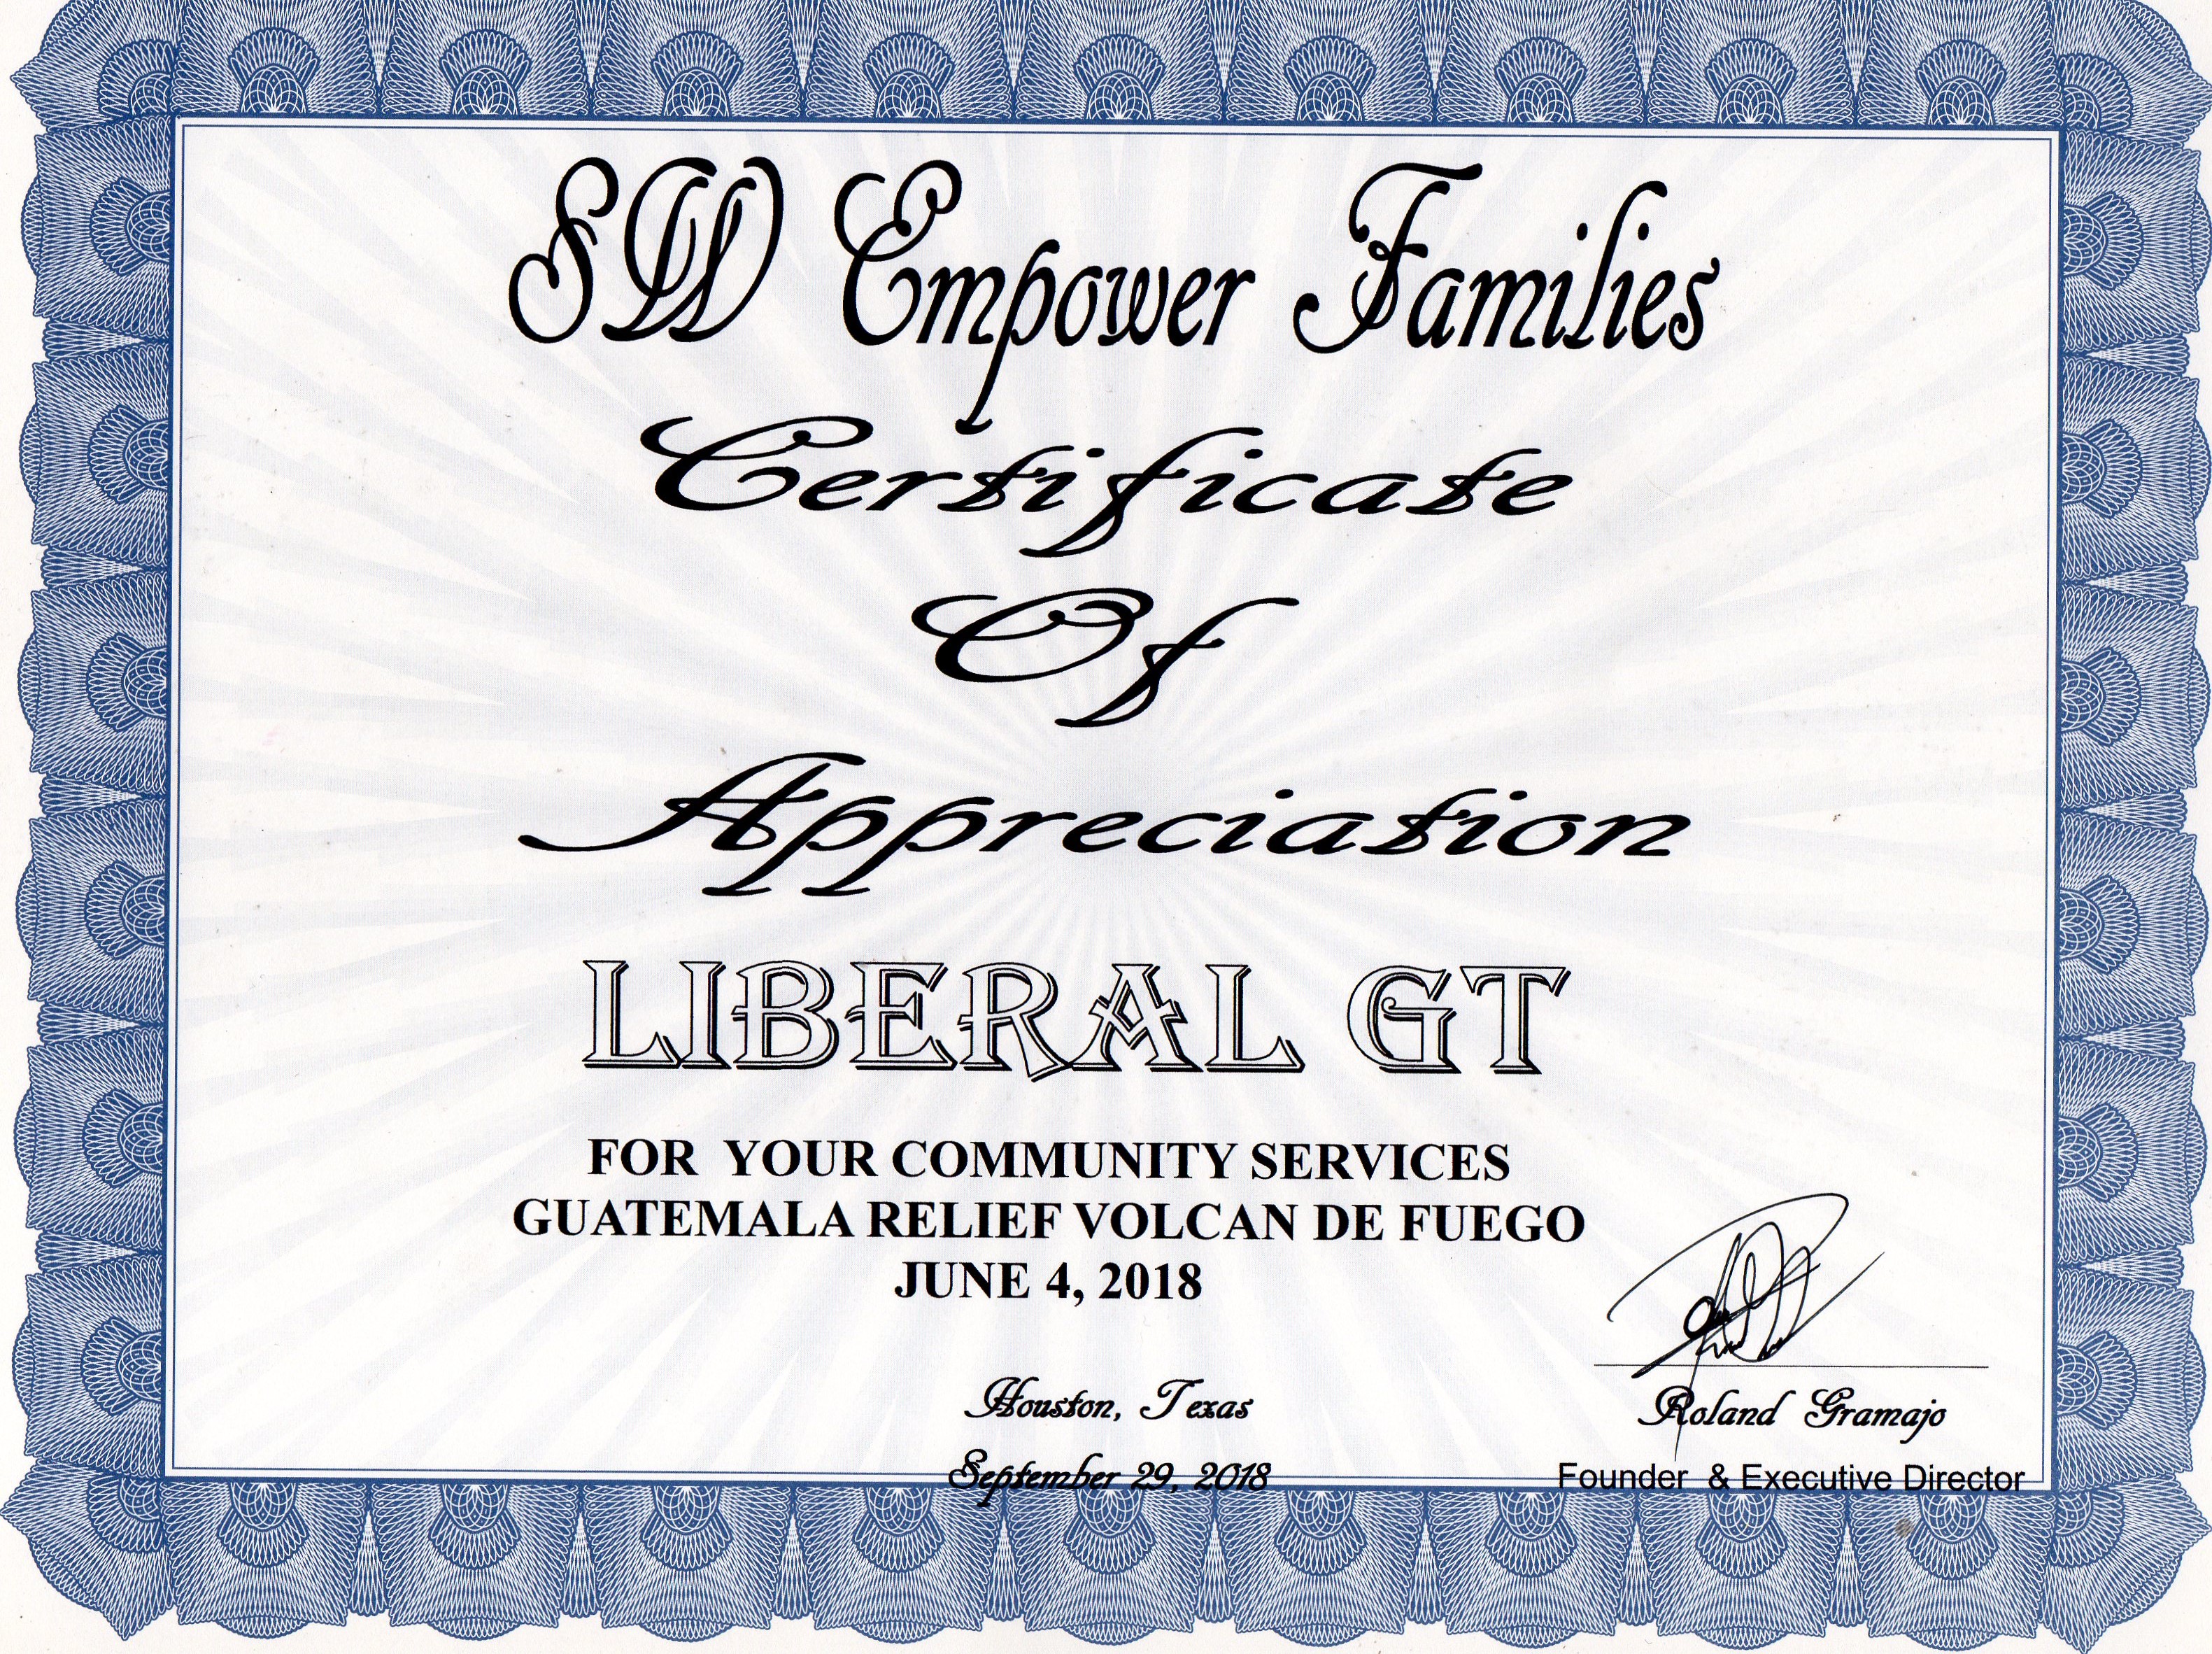 SW Empower Families
Certificate
Of
Appreciation
LIBERAL GT
FOR YOUR COMMUNITY SERVICES
GUATEMALA RELIEF VOLCAN DE FUEGO
JUNE 4, 2018
Houston, Texas
September 29, 2018
Roland Gramajo
Founder & Executive Director